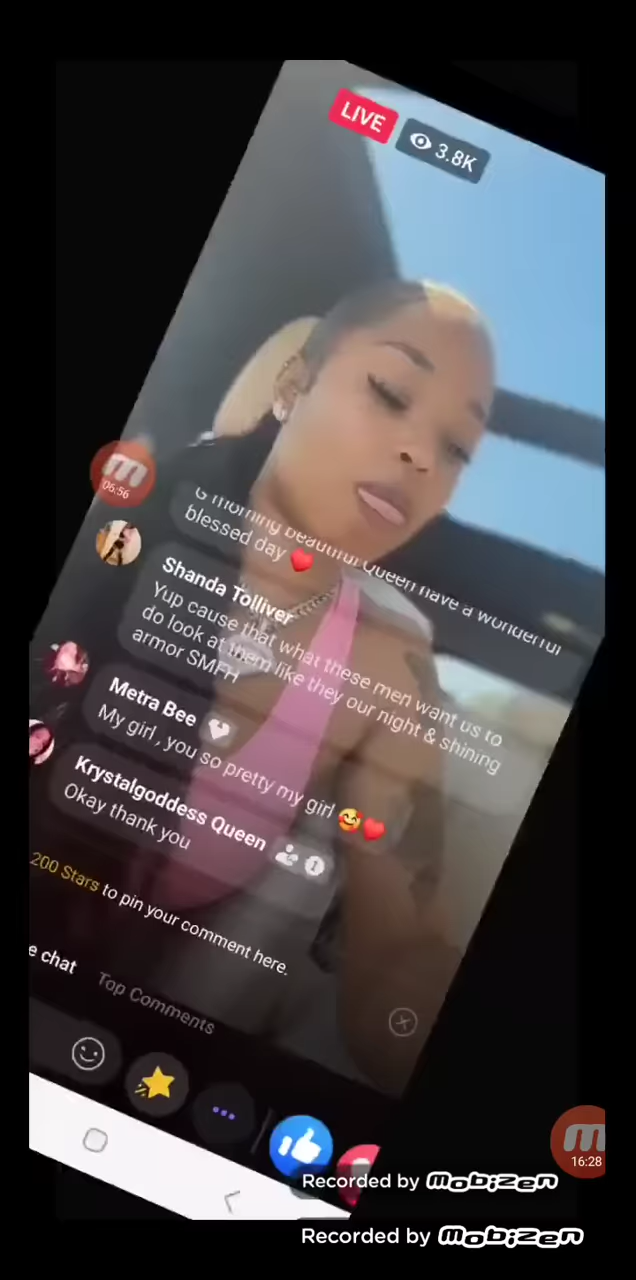 LIVE
3.8K
06:56
G morning beautiful Queen have a wonderful
blessed day ❤️
Shanda Tolliver
Yup cause that what these men want us to
do look at them like they our night & shining
armor SMFH
Metra Bee
My girl , you so pretty my girl 🥰❤️
Krystalgoddess Queen
Okay thank you
200 Stars to pin your comment here.
e chat
Top Comments
16:28
Recorded by mobizen
Recorded by mobizen